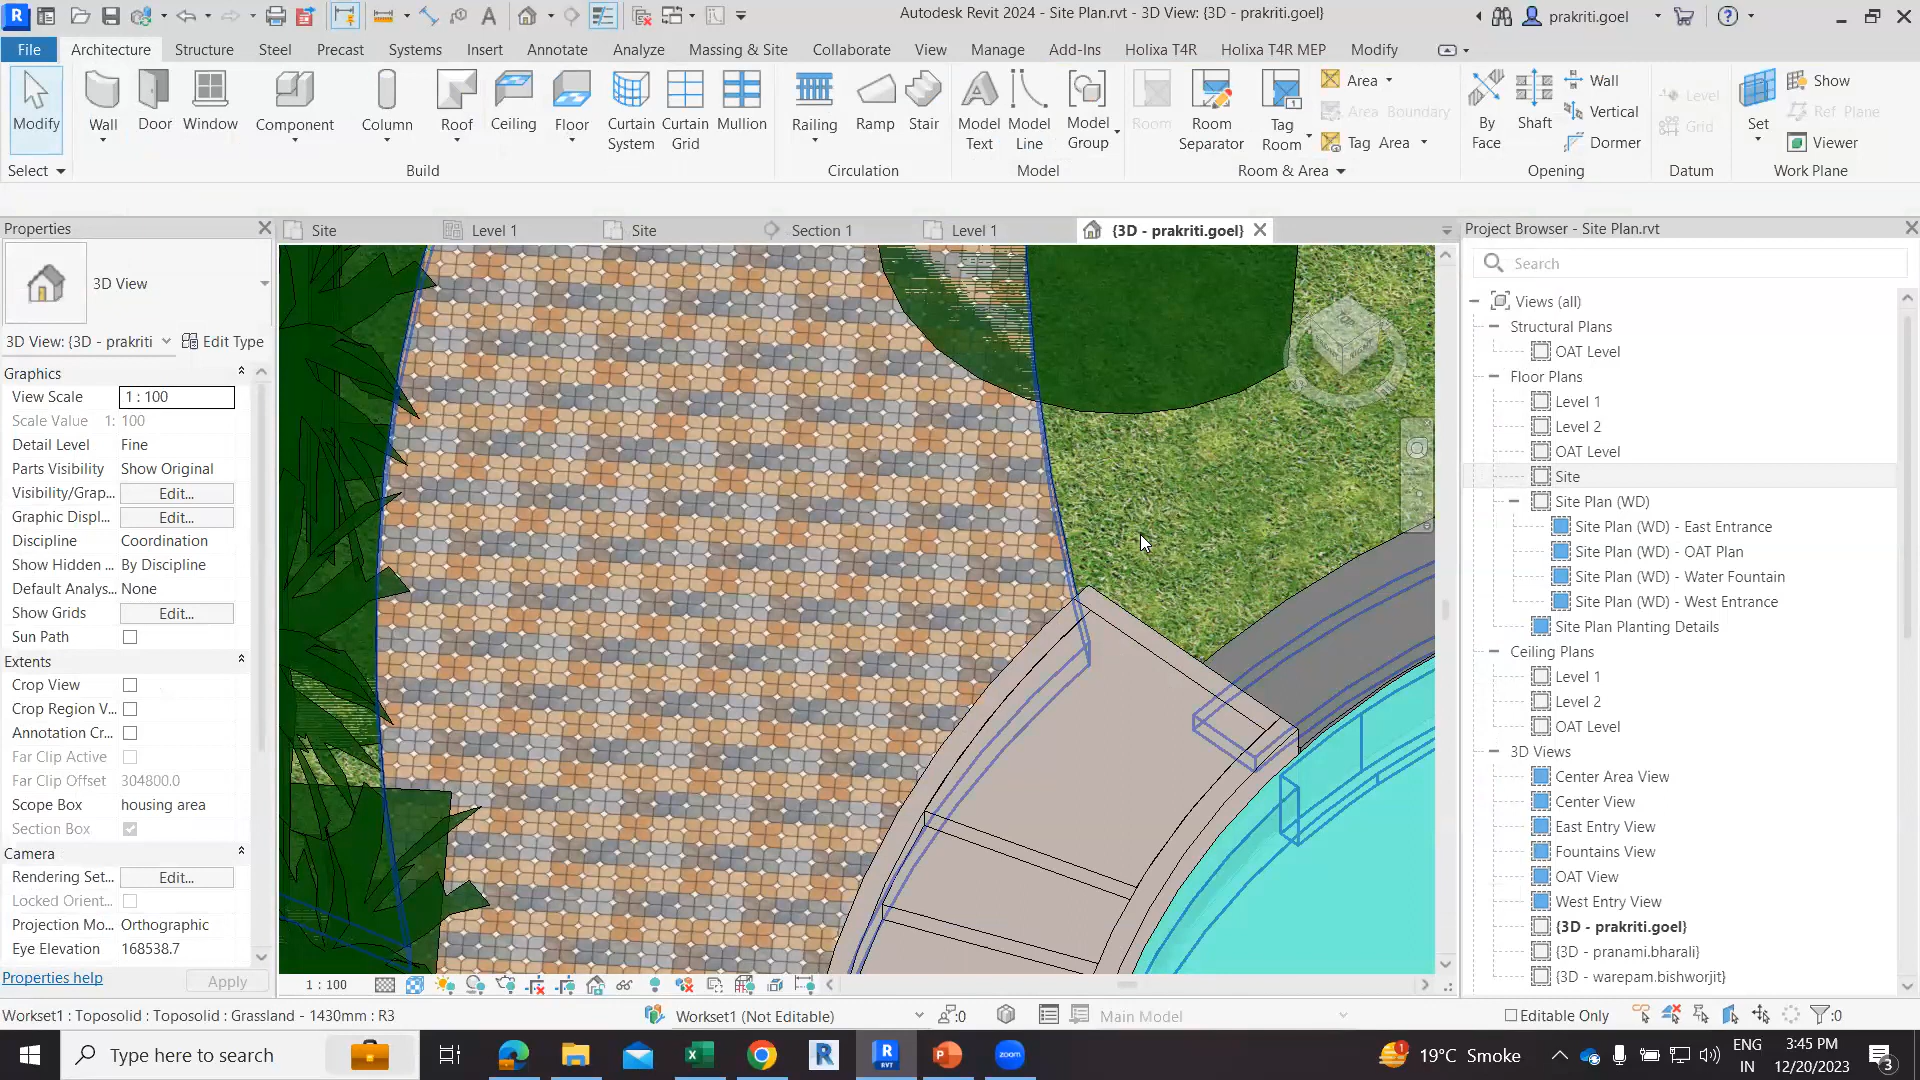 Autodesk Revit 2024 - Site Plan.rvt - 3D View: {3D - prakriti.goel}
prakriti.goel
File Architecture Structure Steel Precast Systems Insert Annotate Analyze Massing & Site Collaborate View Manage Add-Ins Holixa T4R Holixa T4R MEP Modify
Modify Wall Door Window Component Column Roof Ceiling Floor Curtain System Curtain Grid Mullion Railing Ramp Stair Model Text Model Line Model Group Room Room Separator Tag Room By Face Shaft Set
Area
Area Boundary
Tag Area
Wall
Vertical
Dormer
Level
Grid
Show
Ref Plane
Viewer
Select Build Circulation Model Room & Area Opening Datum Work Plane
Properties
Site Level 1 Site Section 1 Level 1 {3D - prakriti.goel}
3D View
3D View: {3D - prakriti Edit Type
Graphics
View Scale 1 : 100
Scale Value 1: 100
Detail Level Fine
Parts Visibility Show Original
Visibility/Grap... Edit...
Graphic Displ... Edit...
Discipline Coordination
Show Hidden ... By Discipline
Default Analys... None
Show Grids Edit...
Sun Path
Extents
Crop View
Crop Region V...
Annotation Cr...
Far Clip Active
Far Clip Offset 304800.0
Scope Box housing area
Section Box
Camera
Rendering Set... Edit...
Locked Orient...
Projection Mo... Orthographic
Eye Elevation 168538.7
Properties help Apply
1 : 100
Project Browser - Site Plan.rvt
Search
Views (all)
Structural Plans
OAT Level
Floor Plans
Level 1
Level 2
OAT Level
Site
Site Plan (WD)
Site Plan (WD) - East Entrance
Site Plan (WD) - OAT Plan
Site Plan (WD) - Water Fountain
Site Plan (WD) - West Entrance
Site Plan Planting Details
Ceiling Plans
Level 1
Level 2
OAT Level
3D Views
Center Area View
Center View
East Entry View
Fountains View
OAT View
West Entry View
{3D - prakriti.goel}
{3D - pranami.bharali}
{3D - warepam.bishworjit}
Workset1 : Toposolid : Toposolid : Grassland - 1430mm : R3
Workset1 (Not Editable)
:0
Main Model
Editable Only
:0
Type here to search
zoom
19°C Smoke
ENG
IN
3:45 PM
12/20/2023
3